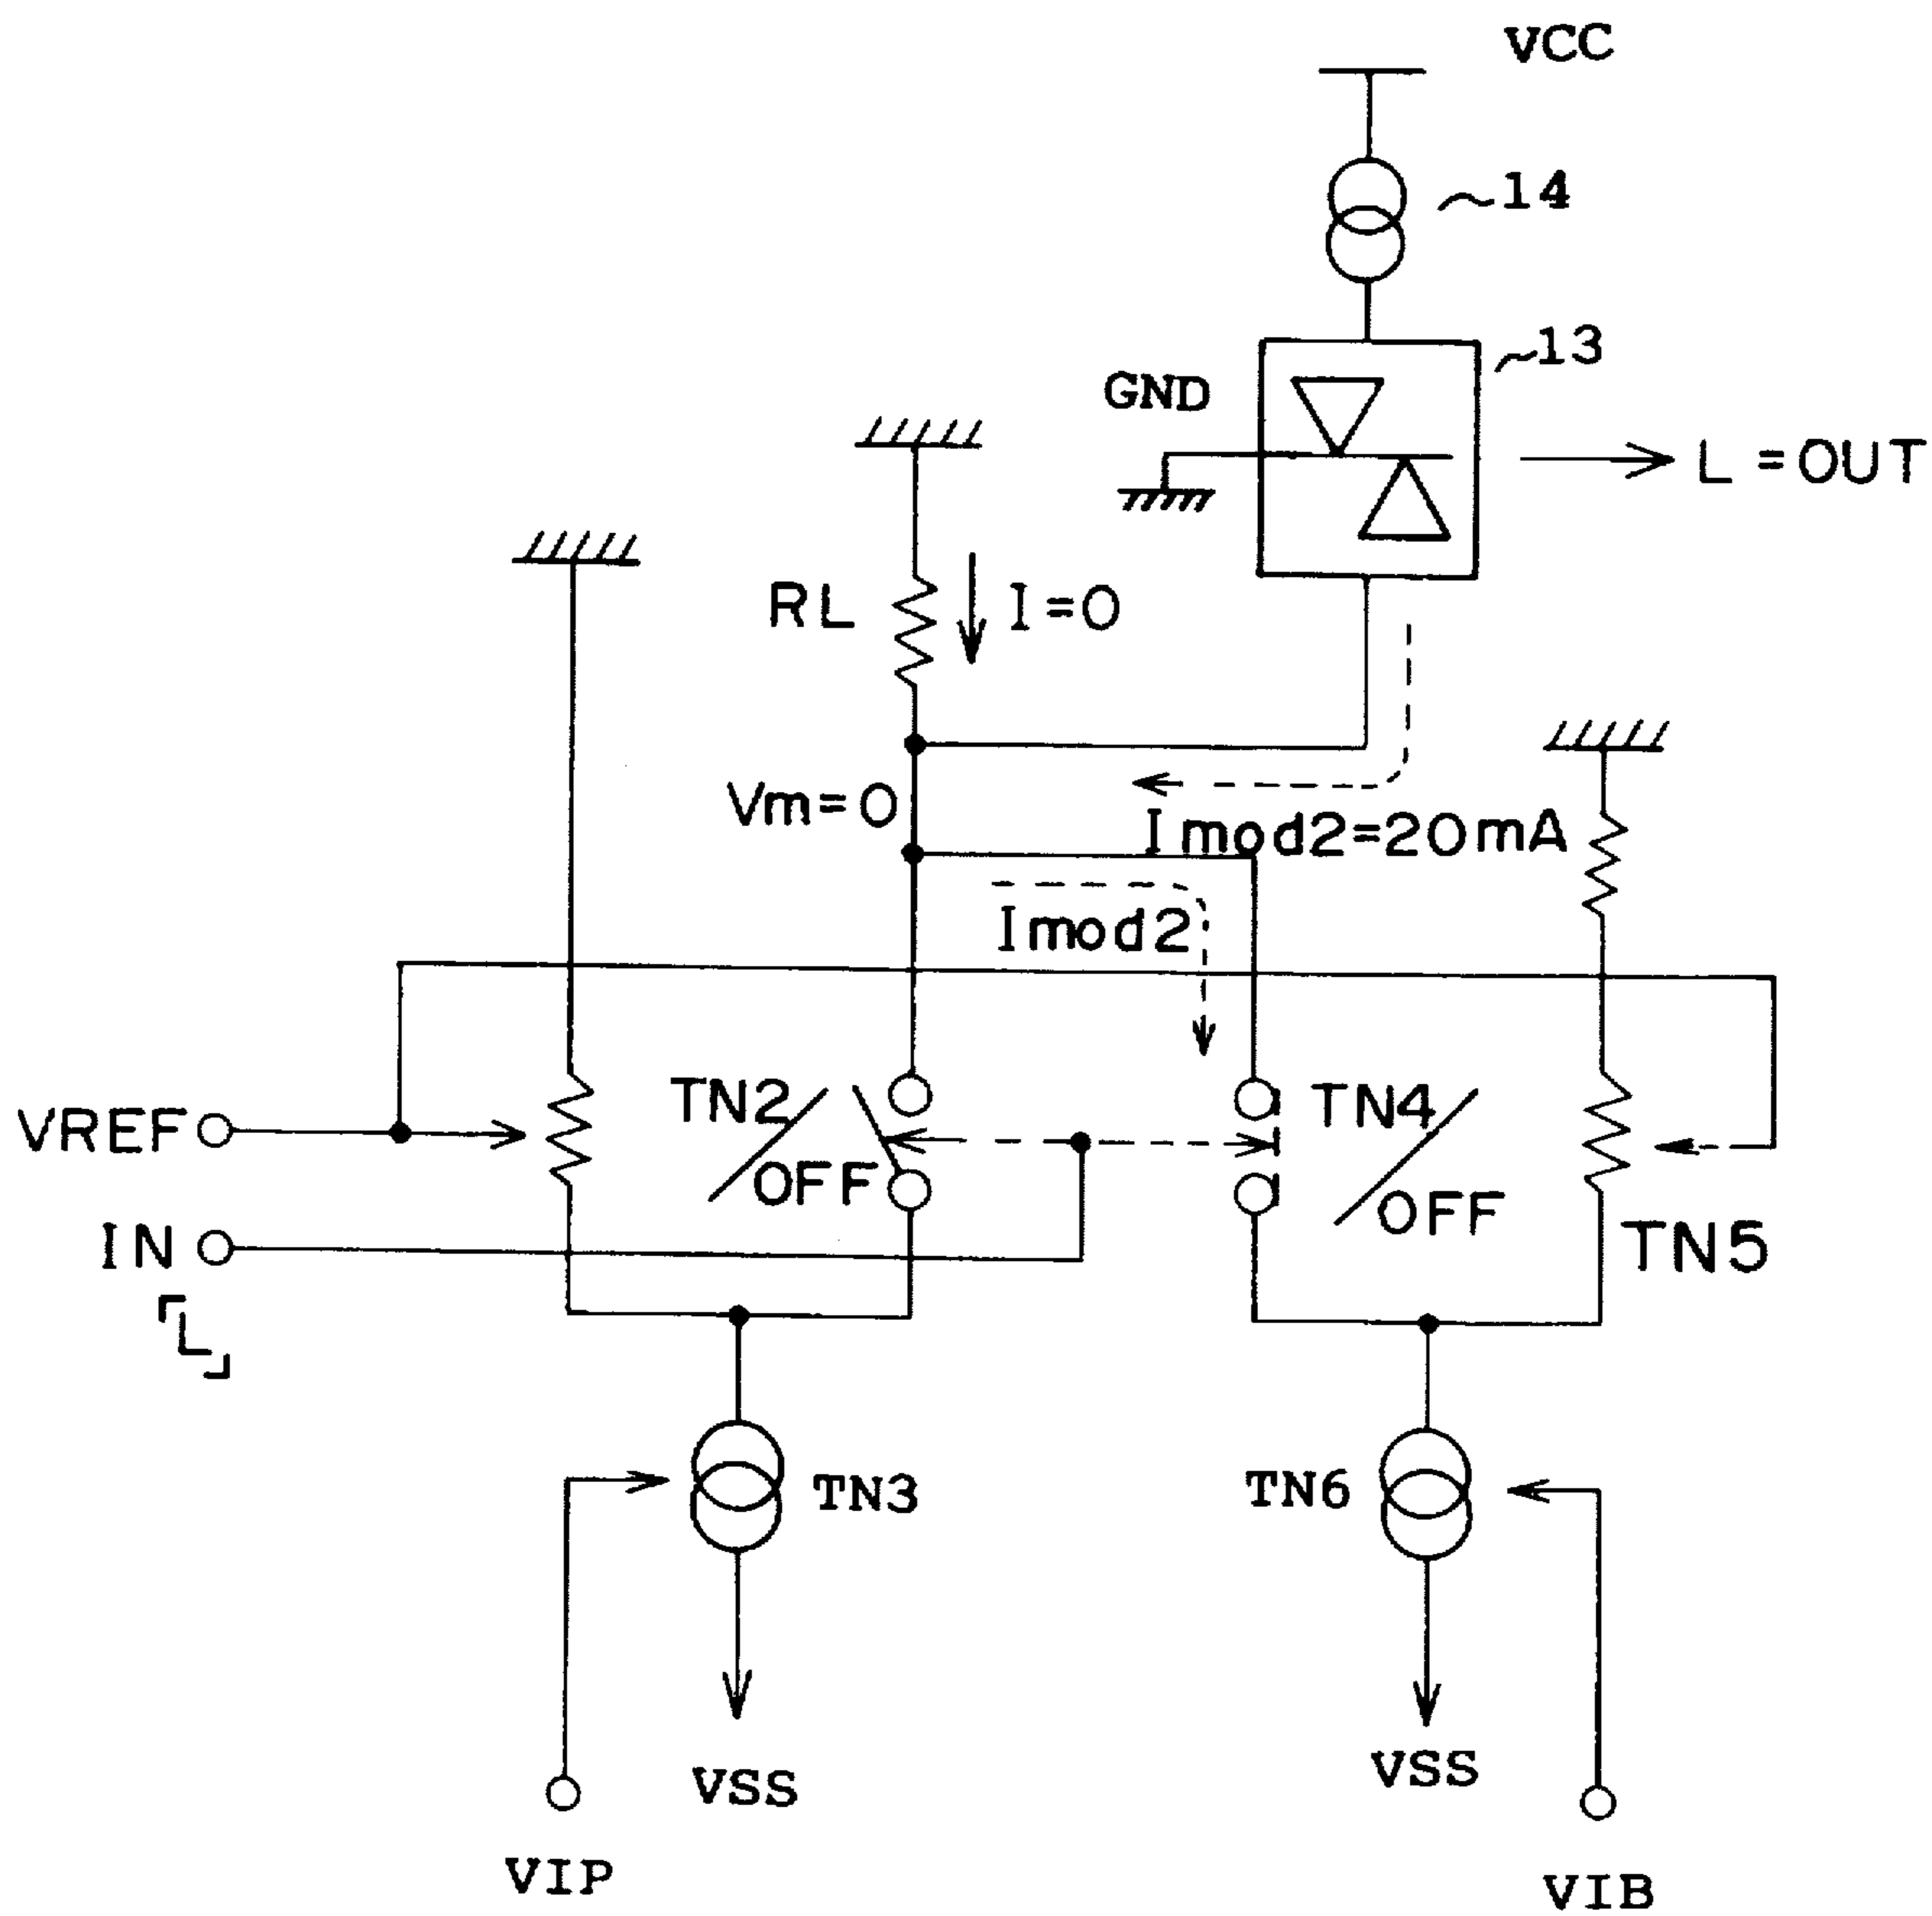 VCC
14
13
GND
L=OUT
RL
I=0
Vm=0
Imod2=20mA
Imod2
TN2/OFF
TN4/OFF
VREF
IN
「L」
TN5
TN3
TN6
VSS
VSS
VIP
VIB